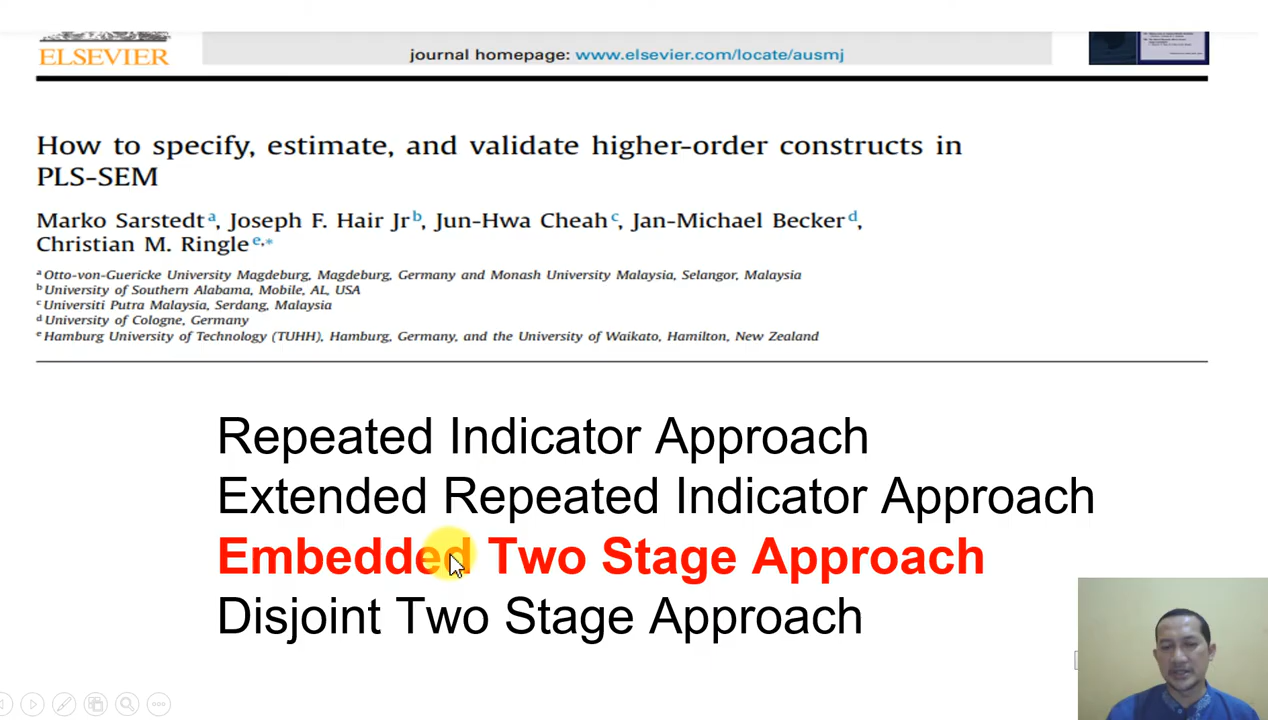 ELSEVIER
journal homepage: www.elsevier.com/locate/ausmj
How to specify, estimate, and validate higher-order constructs in
PLS-SEM
Marko Sarstedt a, Joseph F. Hair Jr b, Jun-Hwa Cheah c, Jan-Michael Becker d,
Christian M. Ringle e,*
a Otto-von-Guericke University Magdeburg, Magdeburg, Germany and Monash University Malaysia, Selangor, Malaysia
b University of Southern Alabama, Mobile, AL, USA
c Universiti Putra Malaysia, Serdang, Malaysia
d University of Cologne, Germany
e Hamburg University of Technology (TUHH), Hamburg, Germany, and the University of Waikato, Hamilton, New Zealand
Repeated Indicator Approach
Extended Repeated Indicator Approach
Embedded Two Stage Approach
Disjoint Two Stage Approach